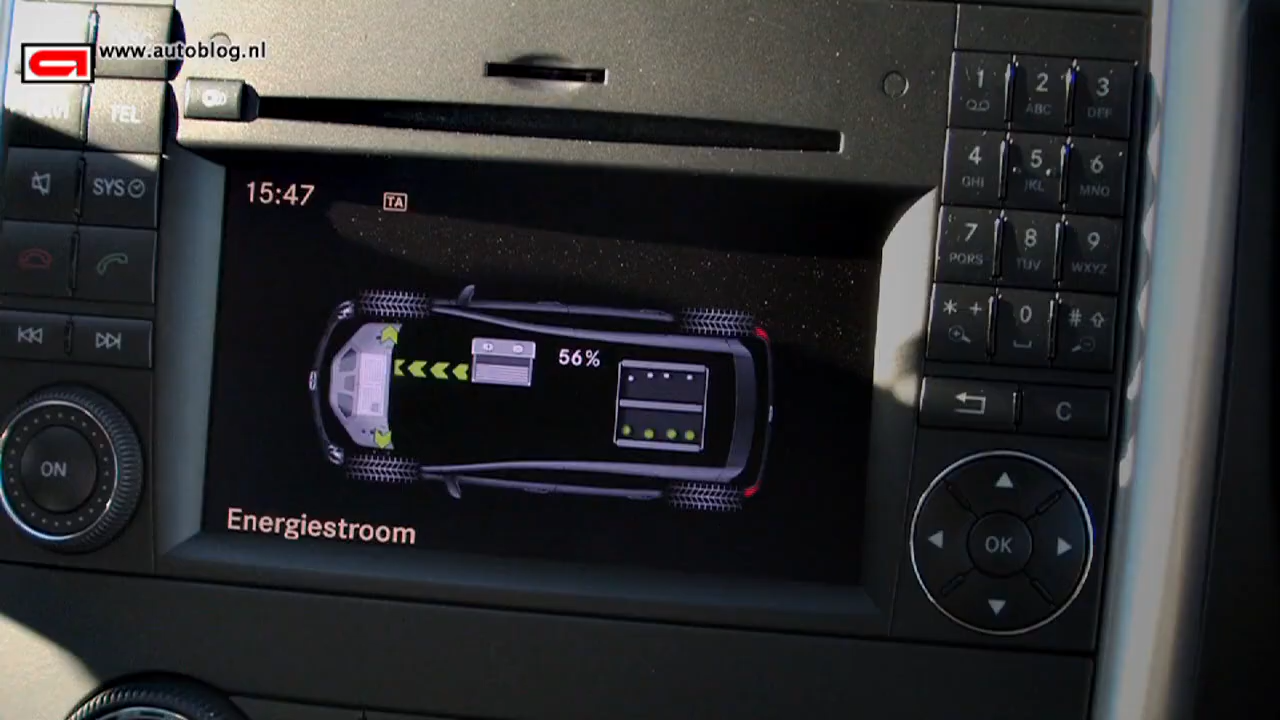 www.autoblog.nl
NAVI TEL
SYS
ON
15:47 TA
56%
Energiestroom
1 2 ABC 3 DEF
4 GHI 5 JKL 6 MNO
7 PQRS 8 TUV 9 WXYZ
* + 0 #
C
OK